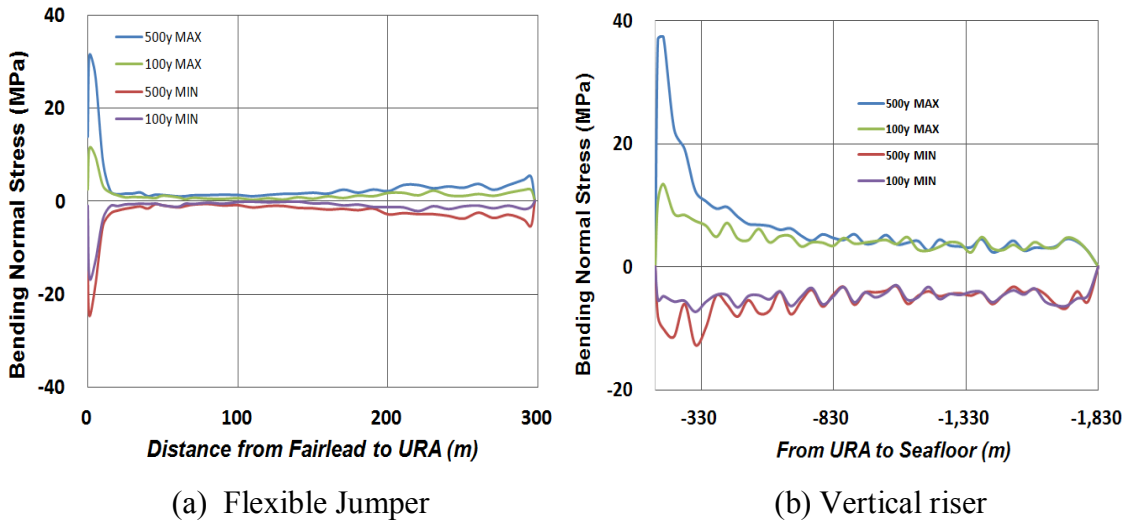 Bending Normal Stress (MPa)
40
20
0
-20
-40
500y MAX
100y MAX
500y MIN
100y MIN
0
100
200
300
Distance from Fairlead to URA (m)
(a) Flexible Jumper
Bending Normal Stress (MPa)
40
20
0
-20
500y MAX
100y MAX
500y MIN
100y MIN
-330
-830
-1,330
-1,830
From URA to Seafloor (m)
(b) Vertical riser